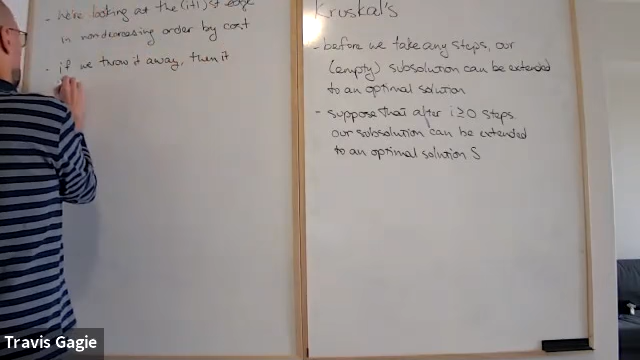 - we're looking at the (i+1)st edge
in nondecreasing order by cost
- if we throw it away, then it
Kruskal's
- before we take any steps, our
(empty) subsolution can be extended
to an optimal solution
- suppose that after i ≥ 0 steps
our subsolution can be extended
to an optimal solution S
Travis Gagie